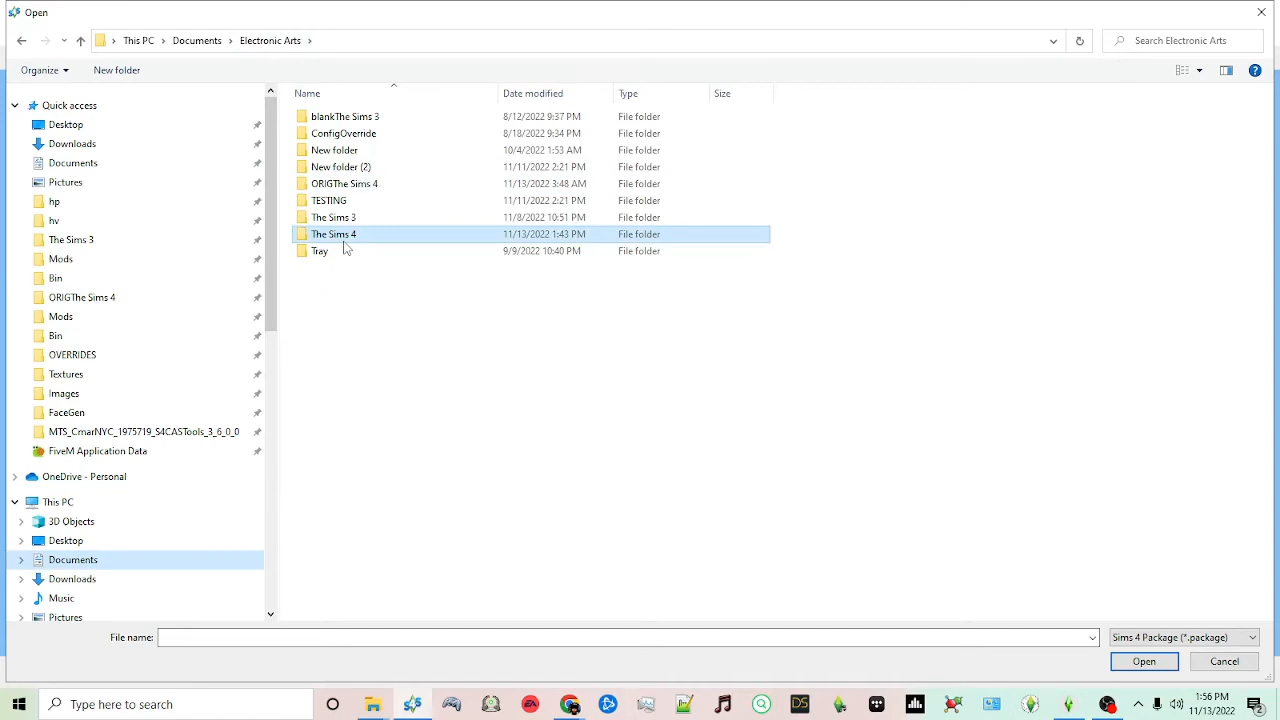 Open
This PC > Documents > Electronic Arts >
Search Electronic Arts
Organize
New folder
Name
Date modified
Type
Size
Quick access
Desktop
Downloads
Documents
Pictures
hp
hv
The Sims 3
Mods
Bin
ORIGThe Sims 4
Mods
Bin
OVERRIDES
Textures
Images
FaceGen
MTS_CmarNYC_1975719_S4CASTools_3_6_0_0
FiveM Application Data
OneDrive - Personal
This PC
3D Objects
Desktop
Documents
Downloads
Music
Pictures
blankThe Sims 3 8/12/2022 9:37 PM File folder
ConfigOverride 8/18/2022 9:34 PM File folder
New folder 10/4/2022 1:53 AM File folder
New folder (2) 11/11/2022 2:21 PM File folder
ORIGThe Sims 4 11/13/2022 3:48 AM File folder
TESTING 11/11/2022 2:21 PM File folder
The Sims 3 11/8/2022 10:51 PM File folder
The Sims 4 11/13/2022 1:43 PM File folder
Tray 9/9/2022 10:40 PM File folder
File name:
Sims 4 Package (*.package)
Open
Cancel
Type here to search
EA
DS
1:56 PM
11/13/2022
2